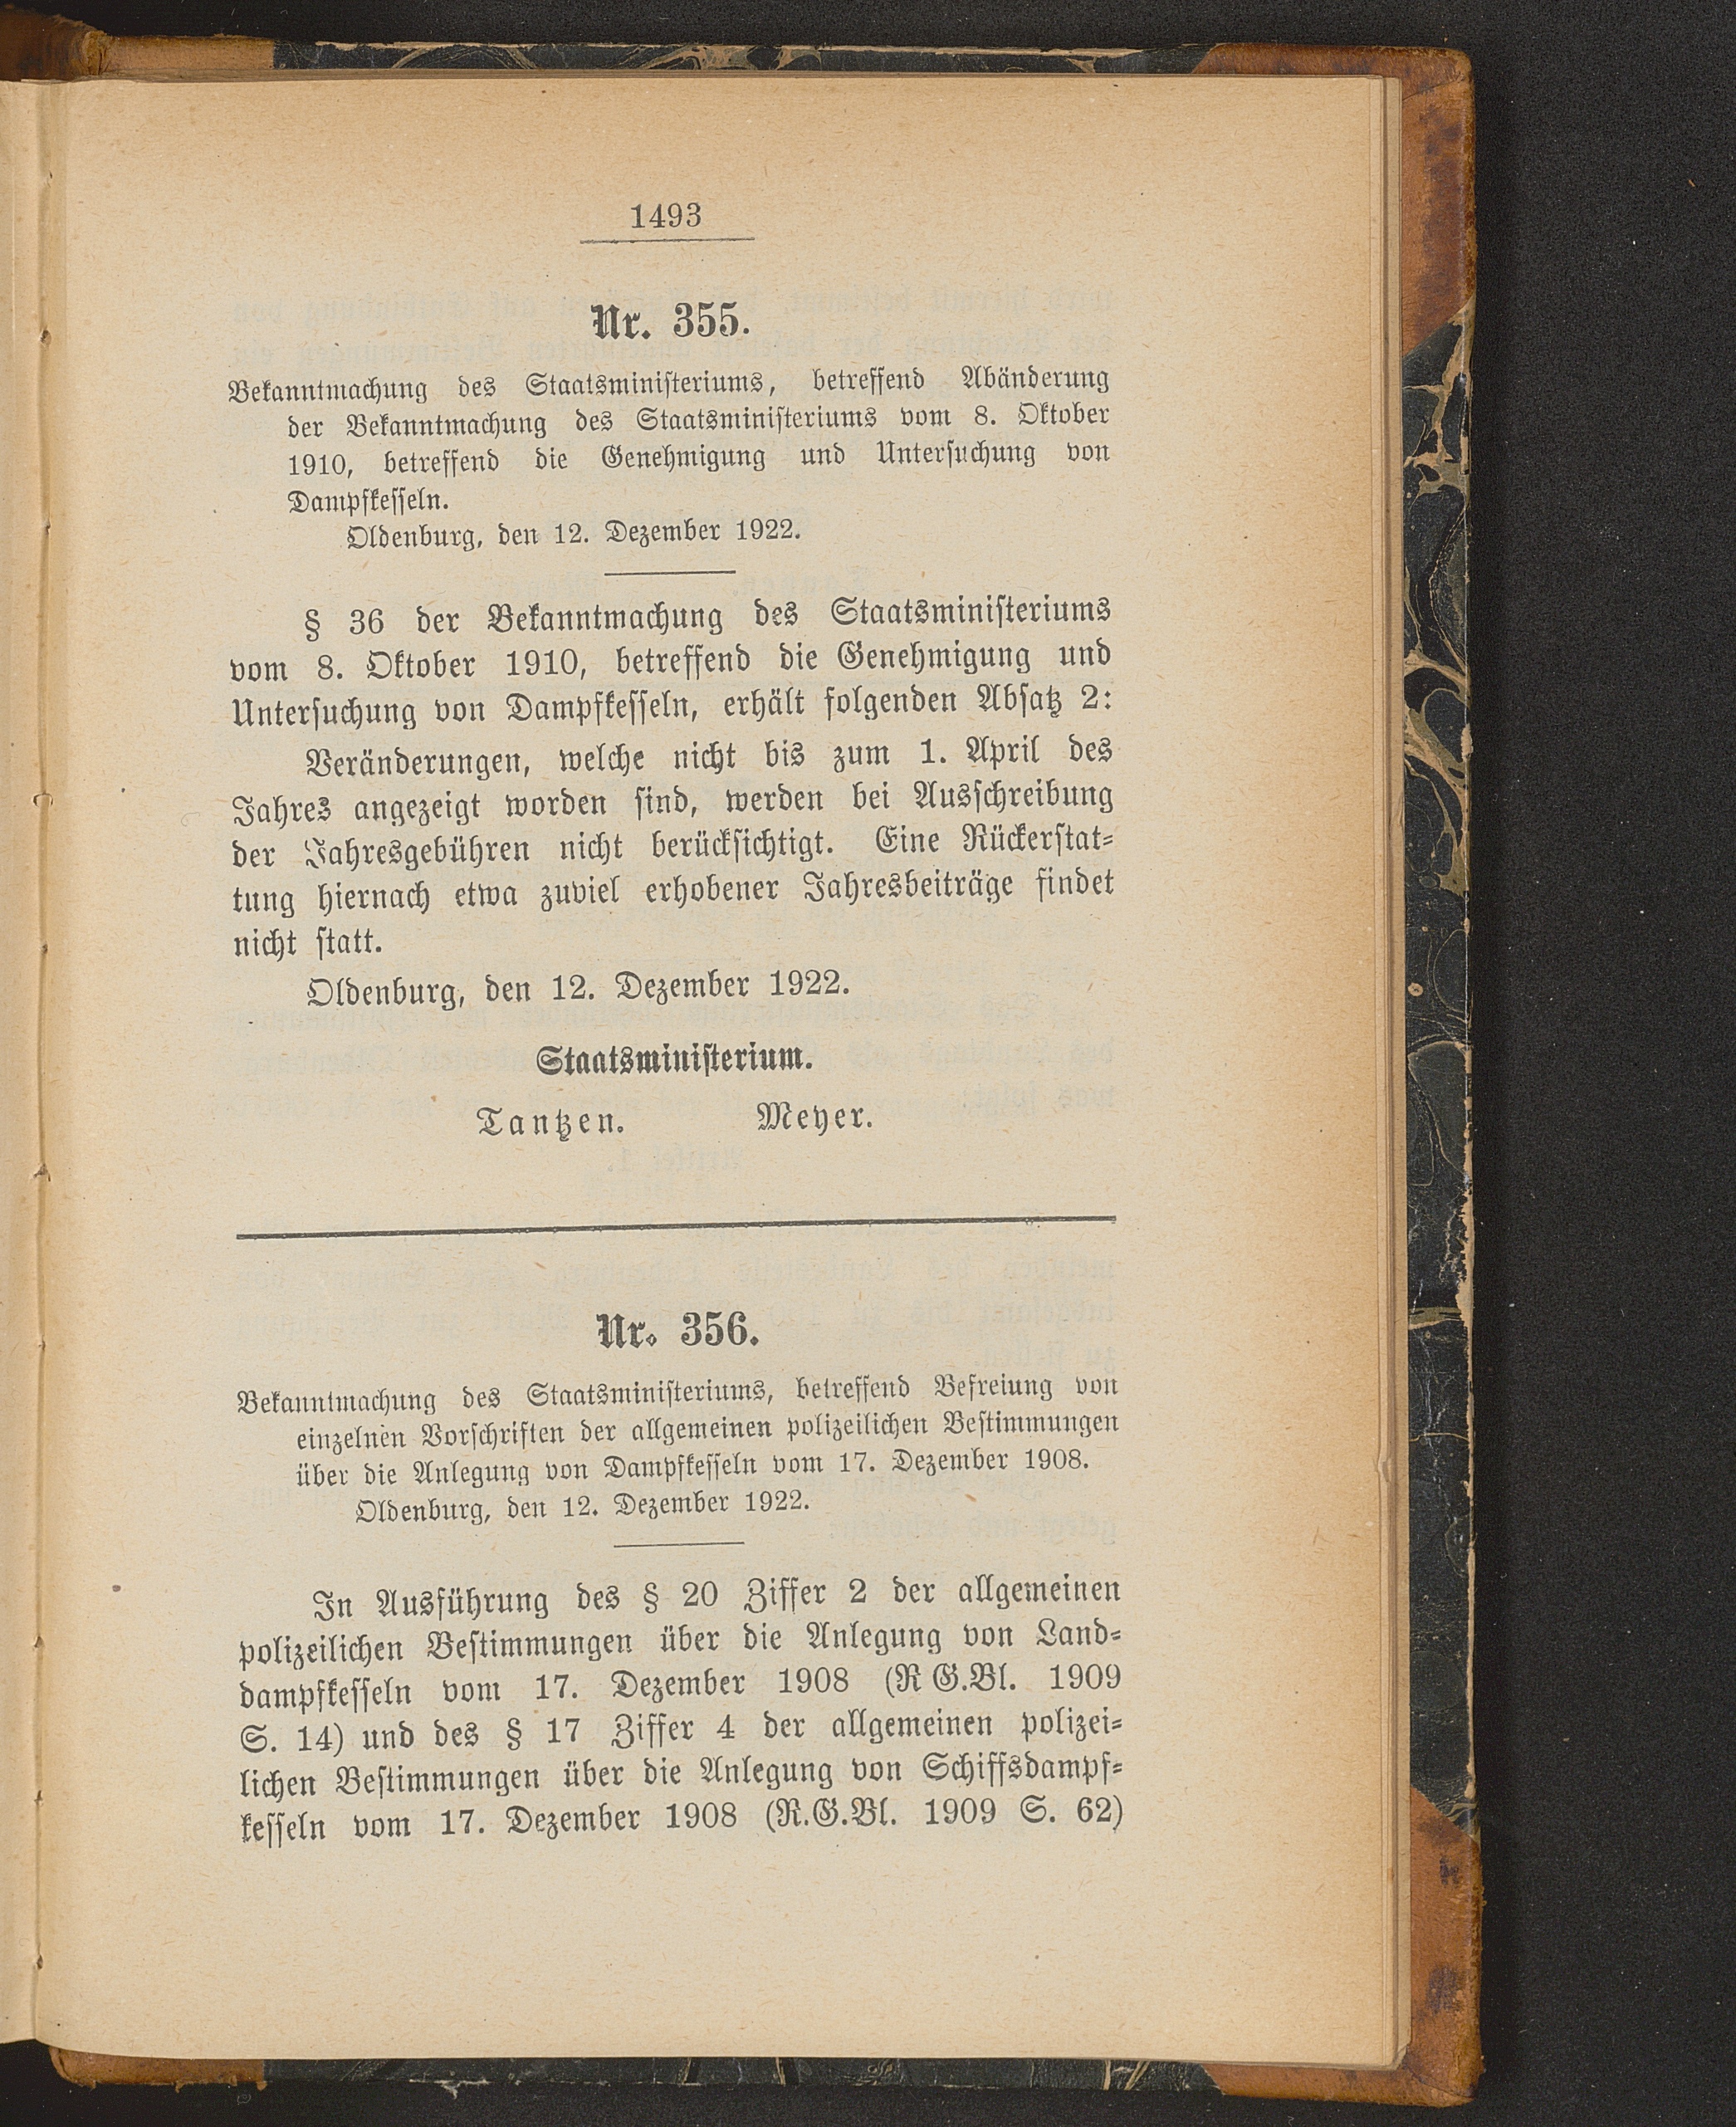 1493
Nr. 355.
Bekanntmachung des Staatsministeriums, betreffend Abänderung
der Bekanntmachung des Staatsministeriums vom 8. Oktober
1910, betreffend die Genehmigung und Untersuchung von
Dampfkesseln.
Oldenburg, den 12. Dezember 1922.
§ 36 der Bekanntmachung des Staatsministeriums
vom 8. Oktober 1910, betreffend die Genehmigung und
Untersuchung von Dampfkesseln, erhält folgenden Absatz 2:
Veränderungen, welche nicht bis zum 1. April des
Jahres angezeigt worden sind, werden bei Ausschreibung
der Jahresgebühren nicht berücksichtigt. Eine Rückerstat-
tung hiernach etwa zuviel erhobener Jahresbeiträge findet
nicht statt.
Oldenburg, den 12. Dezember 1922.
Staatsministerium.
Tantzen. Meyer.
Nr. 356.
Bekanntmachung des Staatsministeriums, betreffend Befreiung von
einzelnen Vorschriften der allgemeinen polizeilichen Bestimmungen
über die Anlegung von Dampfkesseln vom 17. Dezember 1908.
Oldenburg, den 12. Dezember 1922.
In Ausführung des § 20 Ziffer 2 der allgemeinen
polizeilichen Bestimmungen über die Anlegung von Land-
dampfkesseln vom 17. Dezember 1908 (R G.Bl. 1909
S. 14) und des § 17 Ziffer 4 der allgemeinen polizei-
lichen Bestimmungen über die Anlegung von Schiffsdampf-
kesseln vom 17. Dezember 1908 (R.G.Bl. 1909 S. 62)